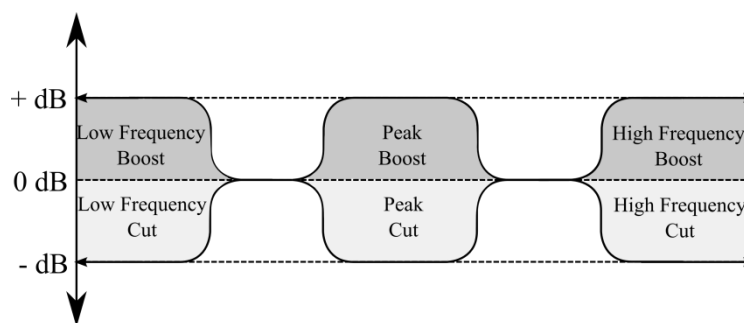 + dB
Low Frequency
Boost
Peak
Boost
High Frequency
Boost
0 dB
Low Frequency
Cut
Peak
Cut
High Frequency
Cut
- dB